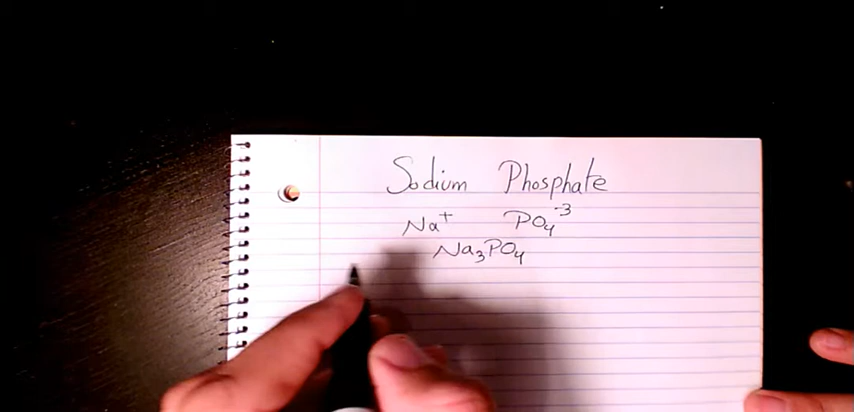 Sodium Phosphate
Na⁺ PO₄⁻³
Na₃PO₄